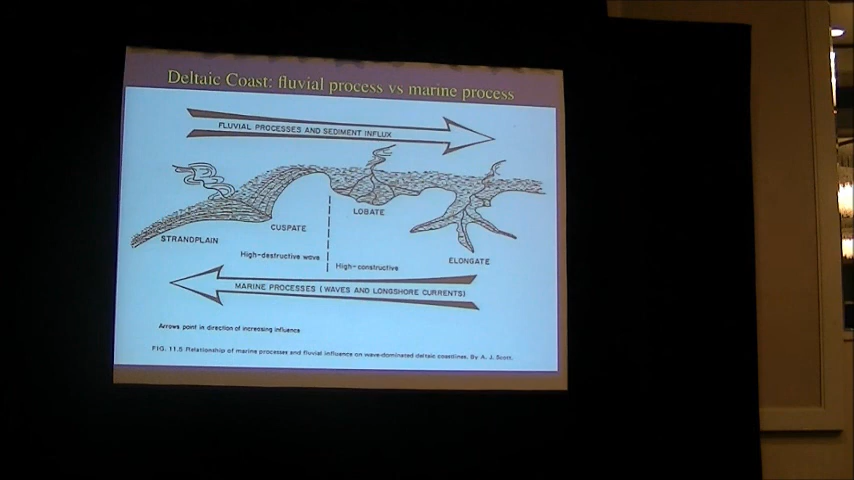 Deltaic Coast: fluvial process vs marine process
FLUVIAL PROCESSES AND SEDIMENT INFLUX
LOBATE
CUSPATE
STRANDPLAIN
High-destructive wave
High-constructive
ELONGATE
MARINE PROCESSES (WAVES AND LONGSHORE CURRENTS)
Arrows point in direction of increasing influence
FIG. 11.5 Relationship of marine processes and fluvial influence on wave-dominated deltaic coastlines. By A. J. Scott.